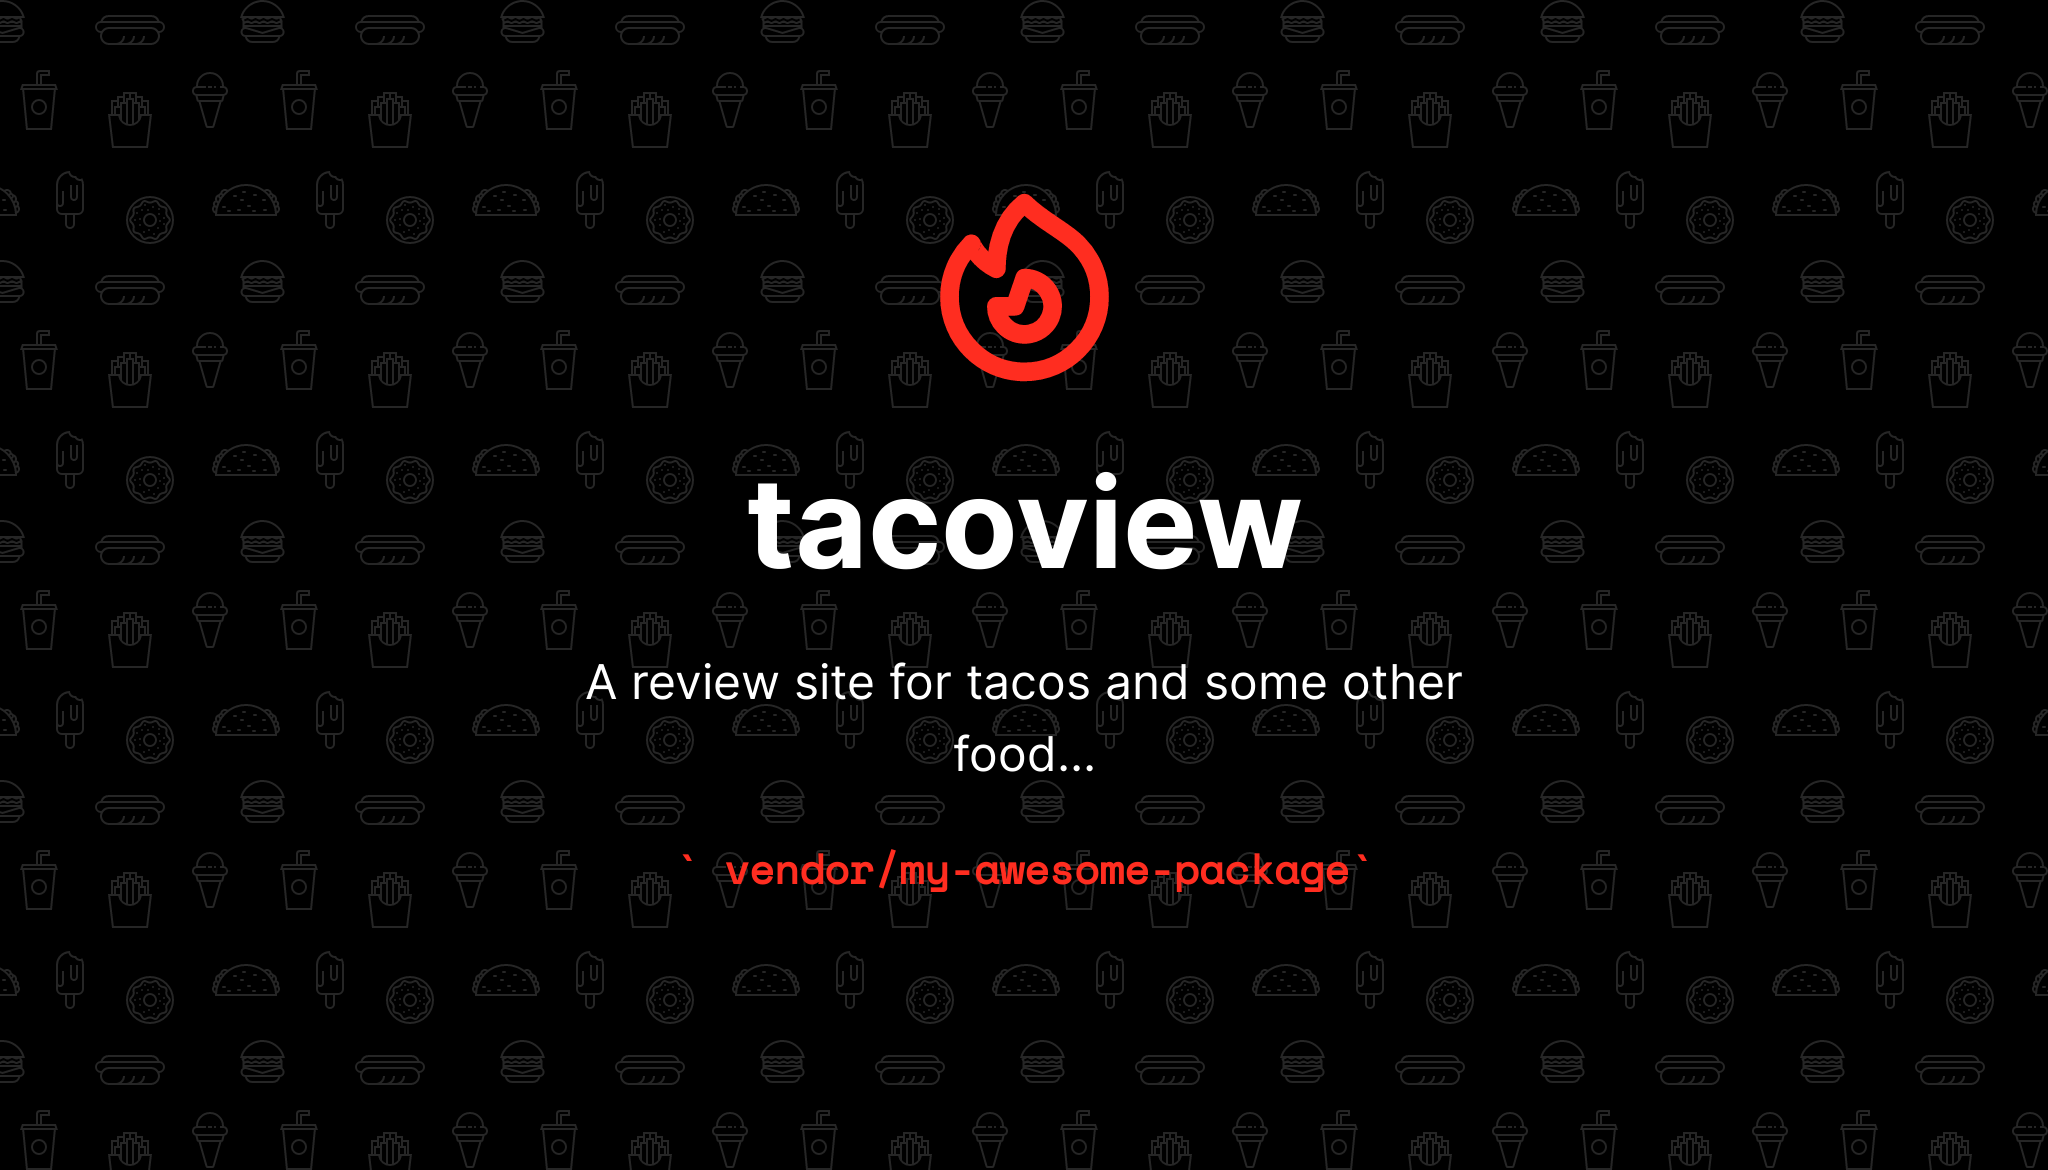 tacoview
A review site for tacos and some other
food...
` vendor/my-awesome-package`